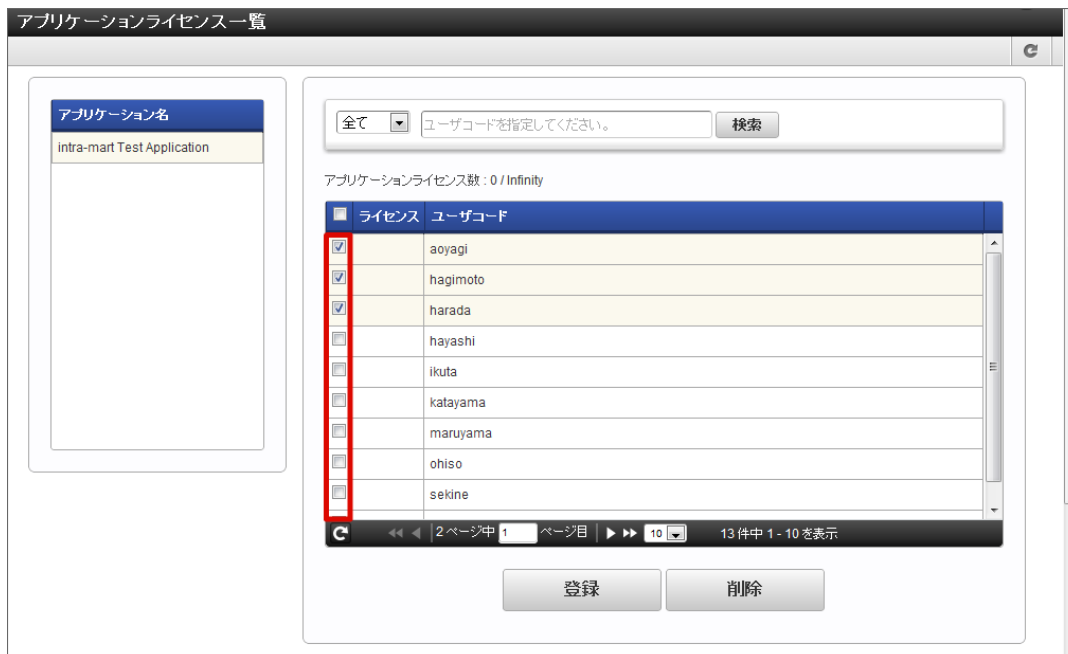 アプリケーションライセンス一覧
アプリケーション名
intra-mart Test Application
全て ユーザコードを指定してください。 検索
アプリケーションライセンス数 : 0 / Infinity
ライセンス ユーザコード
aoyagi
hagimoto
harada
hayashi
ikuta
katayama
maruyama
ohiso
sekine
2 ページ中 1 ページ目 10 13 件中 1 - 10 を表示
登録 削除